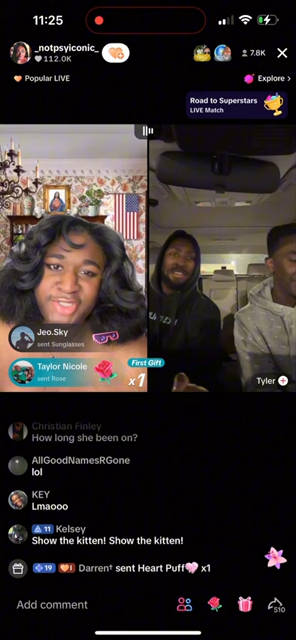 11:25
_notpsyiconic_
112.0K
7.8K
Popular LIVE
Explore >
Road to Superstars
LIVE Match
Jeo.Sky
sent Sunglasses
Taylor Nicole
sent Rose
First Gift
x1
Tyler
Christian Finley
How long she been on?
AllGoodNamesRGone
lol
KEY
Lmaooo
11 Kelsey
Show the kitten! Show the kitten!
19 Darren† sent Heart Puff x1
Add comment
510